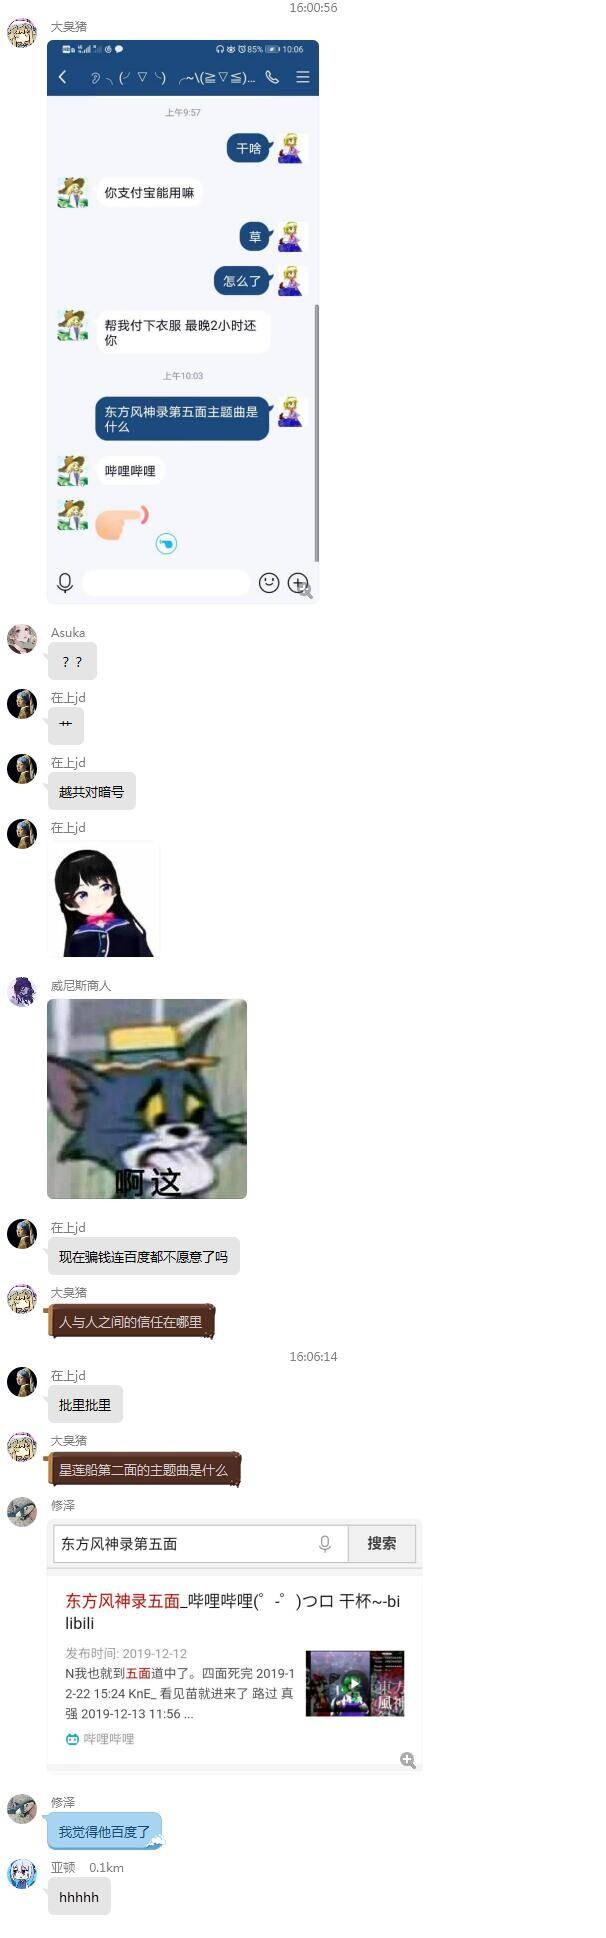 16:00:56
大臭猪
85% 10:06
上午9:57
干啥
你支付宝能用嘛
草
怎么了
帮我付下衣服 最晚2小时还
你
上午10:03
东方风神录第五面主题曲是
什么
哔哩哔哩
Asuka
？？
在上jd
艹
在上jd
越共对暗号
在上jd
威尼斯商人
啊这
在上jd
现在骗钱连百度都不愿意了吗
大臭猪
人与人之间的信任在哪里
16:06:14
在上jd
批里批里
大臭猪
星莲船第二面的主题曲是什么
修泽
东方风神录第五面
搜索
东方风神录五面_哔哩哔哩(゜-゜)つロ 干杯~-bi
libili
发布时间: 2019-12-12
N我也就到五面道中了。四面死完 2019-1
2-22 15:24 KnE_ 看见苗就进来了 路过 真
强 2019-12-13 11:56 ...
哔哩哔哩
修泽
我觉得他百度了
亚顿 0.1km
hhhhh